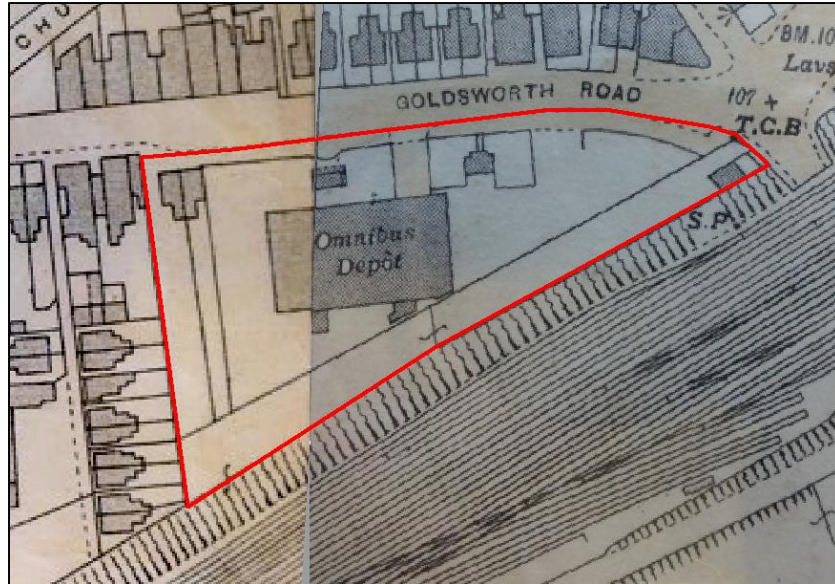 CHU
BM.10
Lavs
GOLDSWORTH ROAD
107
T.C.B
S.P.
Omnibus
Depôt